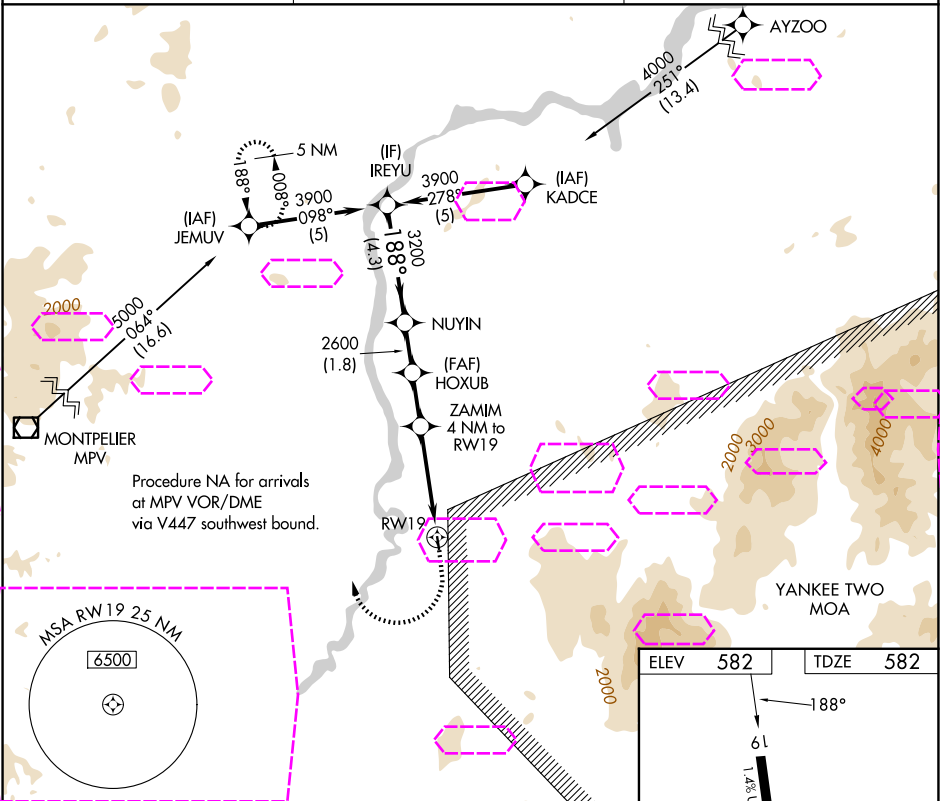 AYZOO
4000
251°
(13.4)
5 NM
188°
008°
(IF)
IREYU
3900
278°
(5)
(IAF)
KADCE
3900
098°
(5)
(IAF)
JEMUV
3200
188°
(4.3)
2000
5000
064°
(16.6)
NUYIN
2600
(1.8)
(FAF)
HOXUB
ZAMIM
4 NM to
RW19
MONTPELIER
MPV
2000
3000
4000
Procedure NA for arrivals
at MPV VOR/DME
via V447 southwest bound.
RW19
YANKEE TWO
MOA
MSA RW 19 25 NM
6500
2000
ELEV 582
TDZE 582
188°
19
1.4%